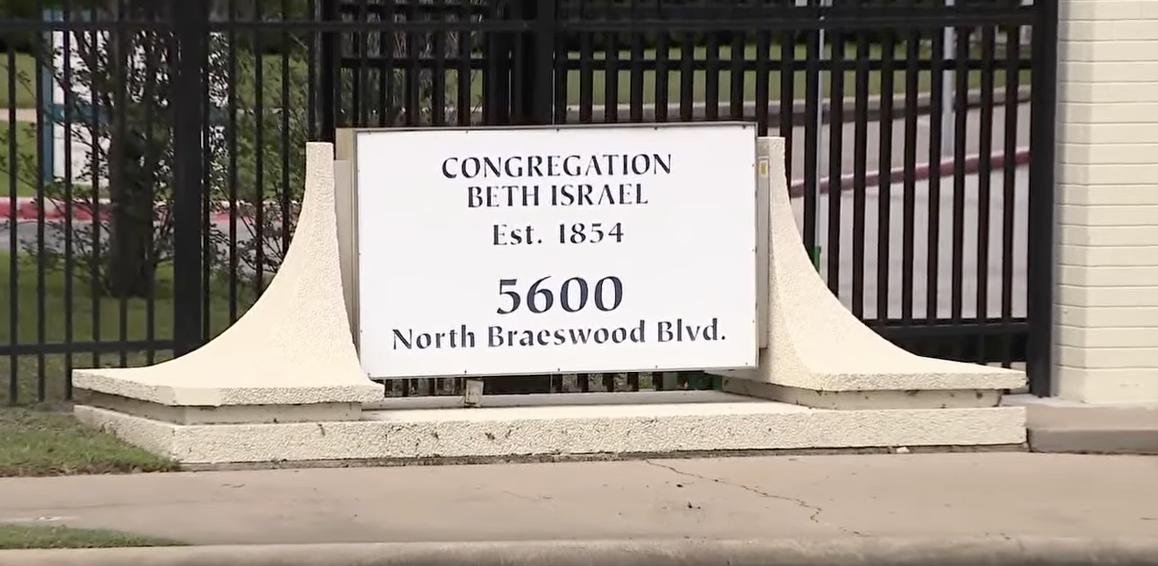 CONGREGATION
BETH ISRAEL
Est. 1854
5600
North Braeswood Blvd.